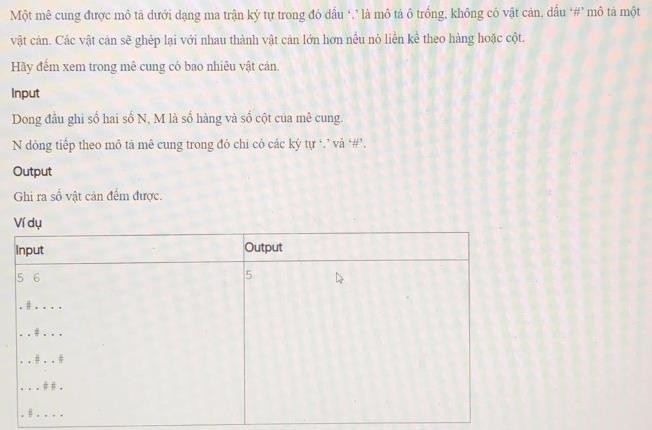 Một mê cung được mô tả dưới dạng ma trận ký tự trong đó dấu ‘.’ là mô tả ô trống, không có vật cản, dấu ‘#’ mô tả một
vật cản. Các vật cản sẽ ghép lại với nhau thành vật cản lớn hơn nếu nó liền kề theo hàng hoặc cột.
Hãy đếm xem trong mê cung có bao nhiêu vật cản.
Input
Dong đầu ghi số hai số N, M là số hàng và số cột của mê cung.
N dòng tiếp theo mô tả mê cung trong đó chỉ có các ký tự ‘.’ và ‘#’.
Output
Ghi ra số vật cản đếm được.
Ví dụ
Input Output
5 6 5
.#....
..#...
..#..#
...##.
.#....